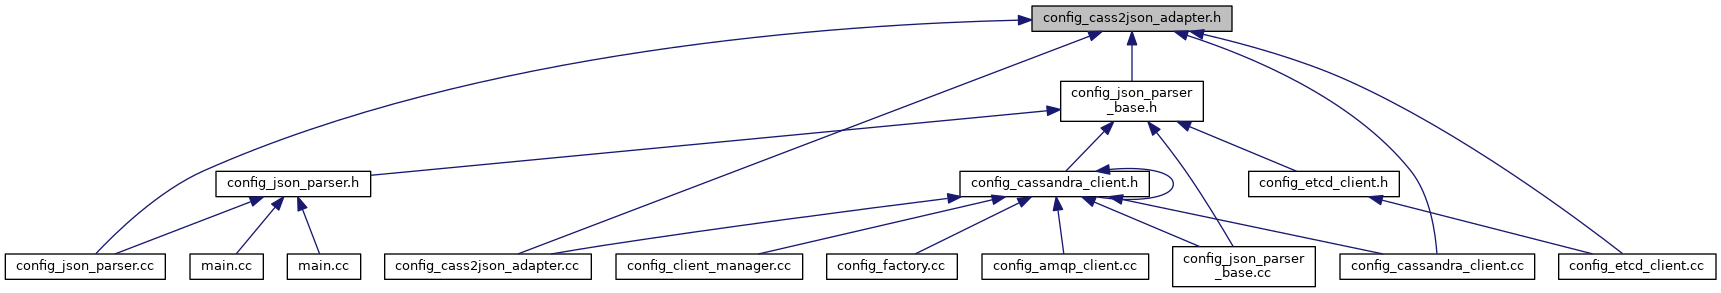 config_cass2json_adapter.h
config_json_parser
_base.h
config_json_parser.h
config_cassandra_client.h
config_etcd_client.h
config_json_parser.cc
main.cc
main.cc
config_cass2json_adapter.cc
config_client_manager.cc
config_factory.cc
config_amqp_client.cc
config_json_parser
_base.cc
config_cassandra_client.cc
config_etcd_client.cc